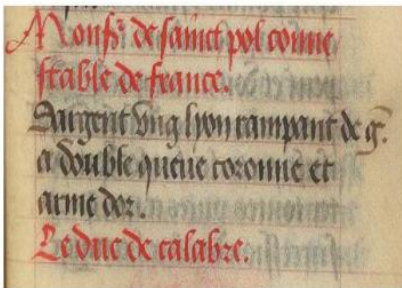 Monsr de sainct pol conne
stable de france.
Dargent ung lyon rampant de g.
a double queue coronne et
arme dor.
Le duc de calabre.